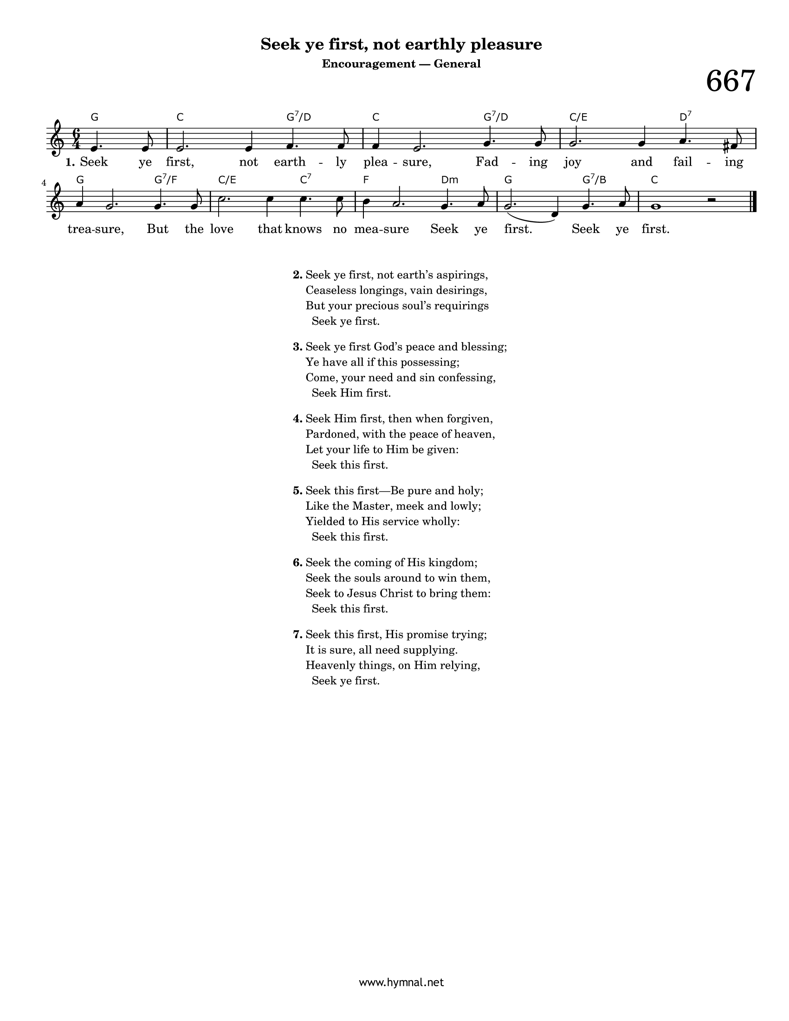 Seek ye first, not earthly pleasure
Encouragement — General
667
G C G7/D C G7/D C/E D7
6 4
1. Seek ye first, not earth - ly plea - sure, Fad - ing joy and fail - ing
4 G G7/F C/E C7 F Dm G G7/B C
trea-sure, But the love that knows no mea-sure Seek ye first. Seek ye first.
2. Seek ye first, not earth's aspirings,
Ceaseless longings, vain desirings,
But your precious soul's requirings
Seek ye first.
3. Seek ye first God's peace and blessing;
Ye have all if this possessing;
Come, your need and sin confessing,
Seek Him first.
4. Seek Him first, then when forgiven,
Pardoned, with the peace of heaven,
Let your life to Him be given:
Seek this first.
5. Seek this first—Be pure and holy;
Like the Master, meek and lowly;
Yielded to His service wholly:
Seek this first.
6. Seek the coming of His kingdom;
Seek the souls around to win them,
Seek to Jesus Christ to bring them:
Seek this first.
7. Seek this first, His promise trying;
It is sure, all need supplying.
Heavenly things, on Him relying,
Seek ye first.
www.hymnal.net